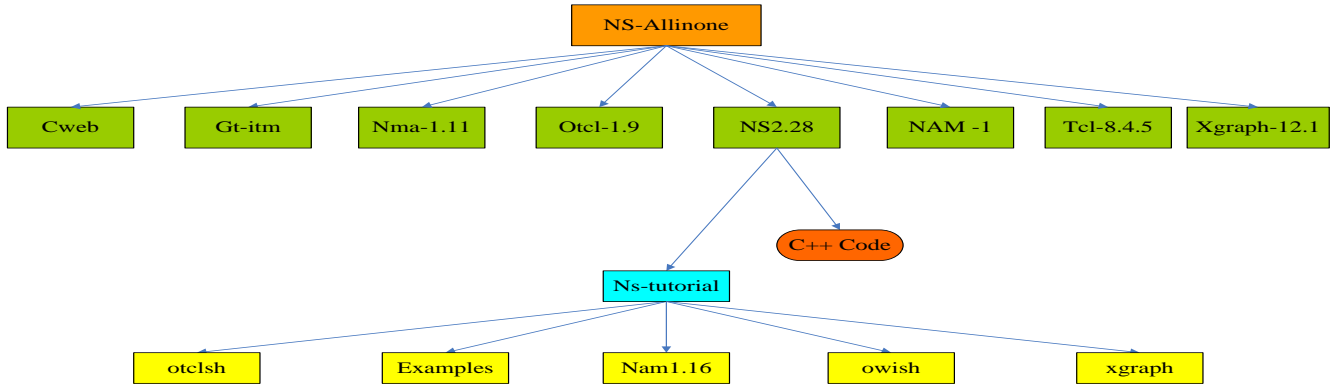 NS-Allinone
Cweb
Gt-itm
Nma-1.11
Otcl-1.9
NS2.28
NAM -1
Tcl-8.4.5
Xgraph-12.1
C++ Code
Ns-tutorial
otclsh
Examples
Nam1.16
owish
xgraph